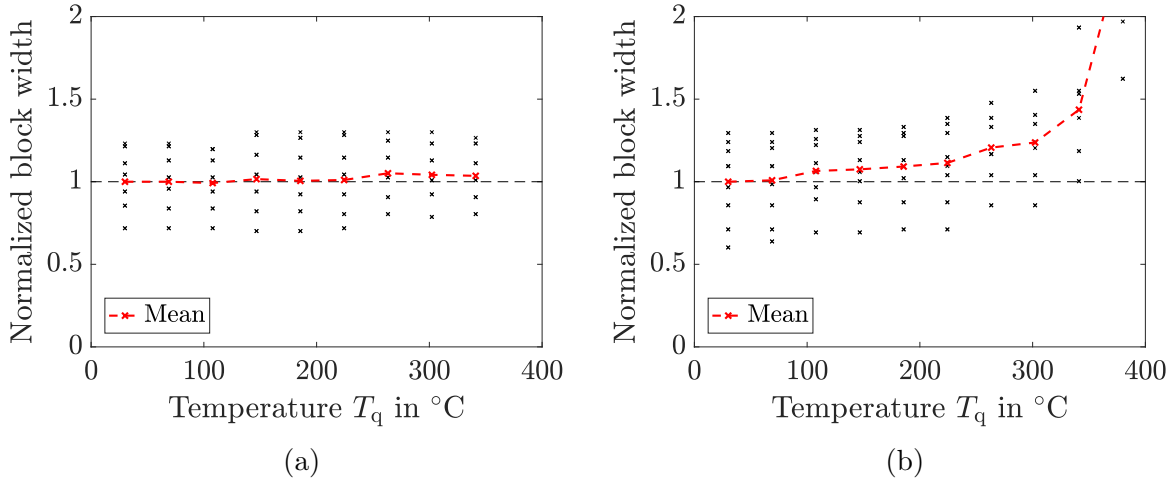 Normalized block width
2
1.5
1
0.5
0
Mean
0 100 200 300 400
Temperature T_q in °C
(a)
Normalized block width
2
1.5
1
0.5
0
Mean
0 100 200 300 400
Temperature T_q in °C
(b)